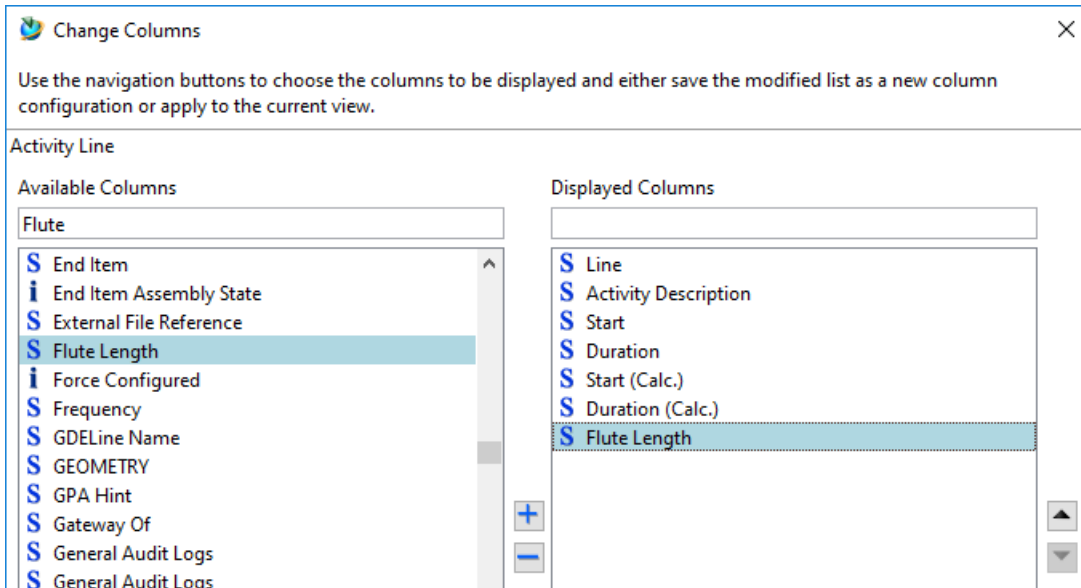 Change Columns
Use the navigation buttons to choose the columns to be displayed and either save the modified list as a new column
configuration or apply to the current view.
Activity Line
Available Columns
Flute
S End Item
i End Item Assembly State
S External File Reference
S Flute Length
i Force Configured
S Frequency
S GDELine Name
S GEOMETRY
S GPA Hint
S Gateway Of
S General Audit Logs
S General Audit Logs
Displayed Columns
S Line
S Activity Description
S Start
S Duration
S Start (Calc.)
S Duration (Calc.)
S Flute Length